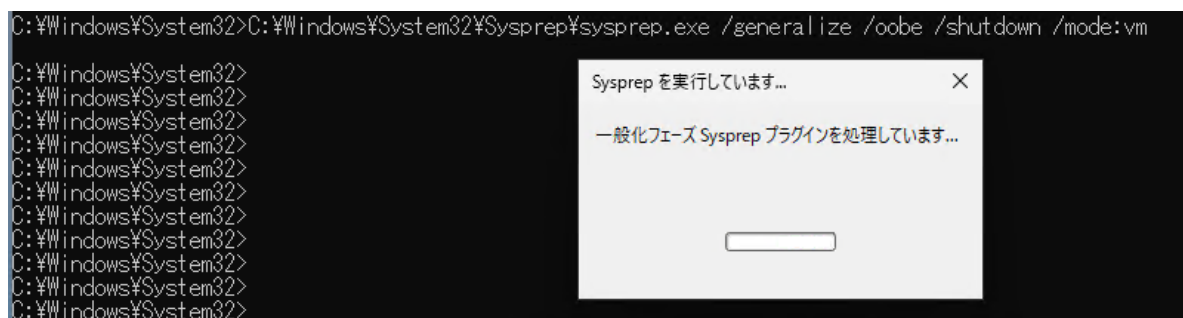 C:¥Windows¥System32>C:¥Windows¥System32¥Sysprep¥sysprep.exe /generalize /oobe /shutdown /mode:vm
C:¥Windows¥System32>
C:¥Windows¥System32>
C:¥Windows¥System32>
C:¥Windows¥System32>
C:¥Windows¥System32>
C:¥Windows¥System32>
C:¥Windows¥System32>
C:¥Windows¥System32>
C:¥Windows¥System32>
C:¥Windows¥System32>
C:¥Windows¥System32>
Sysprep を実行しています...
一般化フェーズ Sysprep プラグインを処理しています...